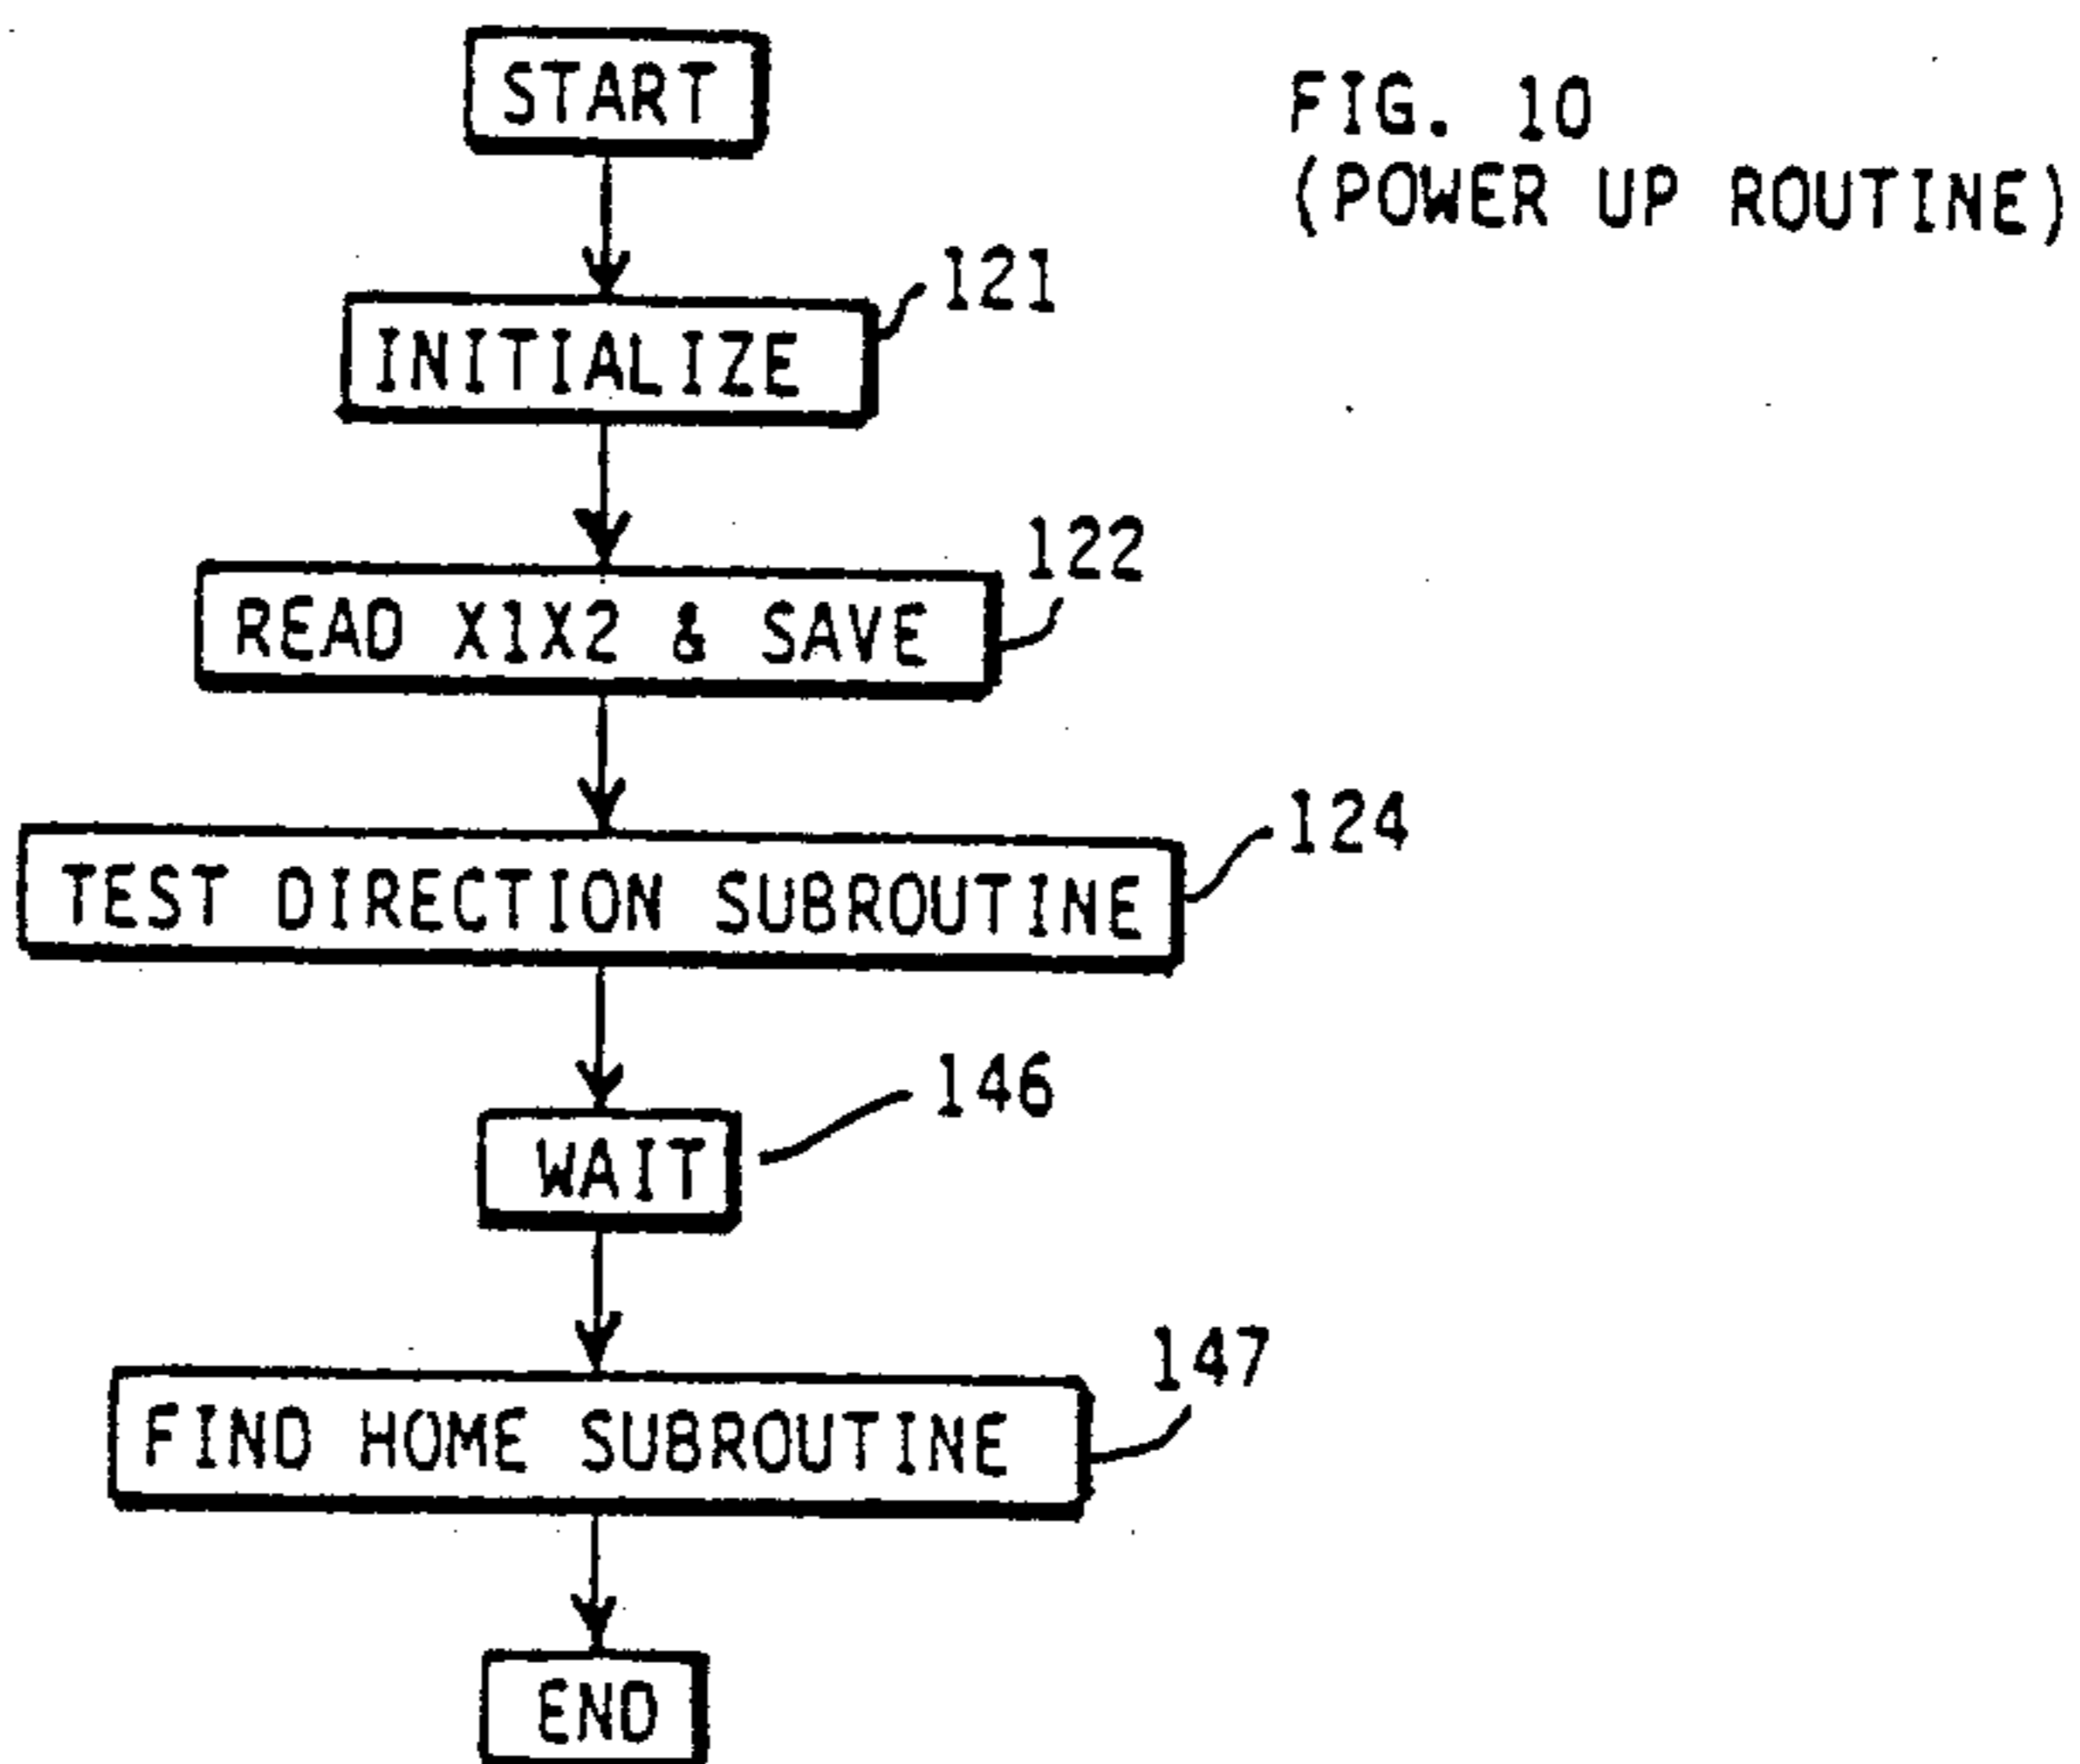 START
FIG. 10
(POWER UP ROUTINE)
121
INITIALIZE
122
READ X1X2 & SAVE
124
TEST DIRECTION SUBROUTINE
146
WAIT
147
FIND HOME SUBROUTINE
END